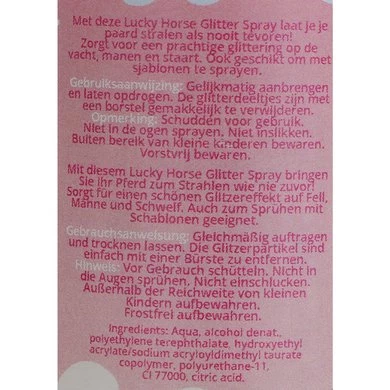 Met deze Lucky Horse Glitter Spray laat je je
paard stralen als nooit tevoren!
Zorgt voor een prachtige glittering op de
vacht, manen en staart. Ook geschikt om met
sjablonen te sprayen.
Gebruiksaanwijzing: Gelijkmatig aanbrengen
en laten opdrogen. De glitterdeeltjes zijn met
een borstel gemakkelijk te verwijderen.
Opmerking: Schudden voor gebruik.
Niet in de ogen sprayen. Niet inslikken.
Buiten bereik van kleine kinderen bewaren.
Vorstvrij bewaren.
Mit diesem Lucky Horse Glitter Spray bringen
Sie Ihr Pferd zum Strahlen wie nie zuvor!
Sorgt für einen schönen Glitzereffekt auf Fell,
Mähne und Schweif. Auch zum Sprühen mit
Schablonen geeignet.
Gebrauchsanweisung: Gleichmäßig auftragen
und trocknen lassen. Die Glitzerpartikel sind
einfach mit einer Bürste zu entfernen.
Hinweis: Vor Gebrauch schütteln. Nicht in
die Augen sprühen. Nicht einschlucken.
Außerhalb der Reichweite von kleinen
Kindern aufbewahren.
Frostfrei aufbewahren.
Ingredients: Aqua, alcohol denat.,
polyethylene terephthalate, hydroxyethyl
acrylate/sodium acryloyldimethyl taurate
copolymer, polyurethane-11,
CI 77000, citric acid.